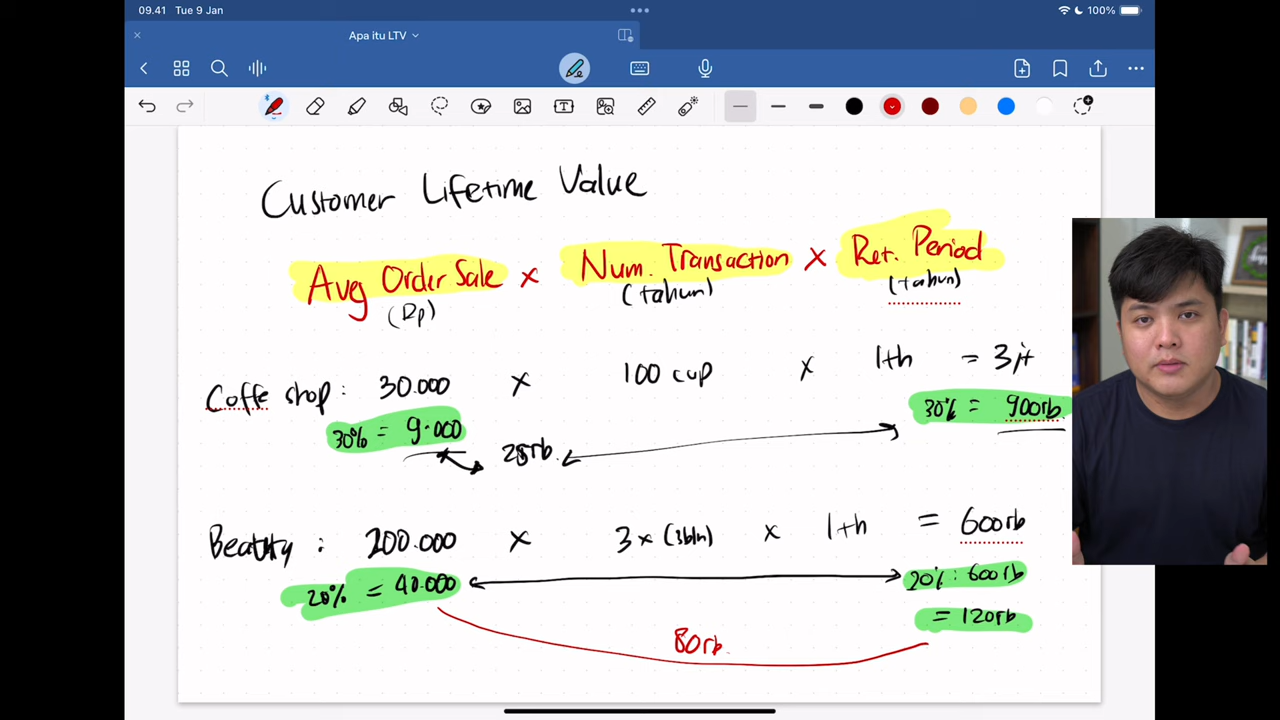 09.41 Tue 9 Jan
100%
Apa itu LTV
Customer Lifetime Value
Avg Order Sale x Num. Transaction x Ret. Period
(Rp) (tahun) (tahun)
Coffe shop : 30.000 x 100 cup x 1th = 3jt
30% = 9.000 30% = 900rb.
25rb.
Beauty : 200.000 x 3x (3bln) x 1th = 600rb
20% = 40.000 20% : 600rb
= 120rb
80rb.